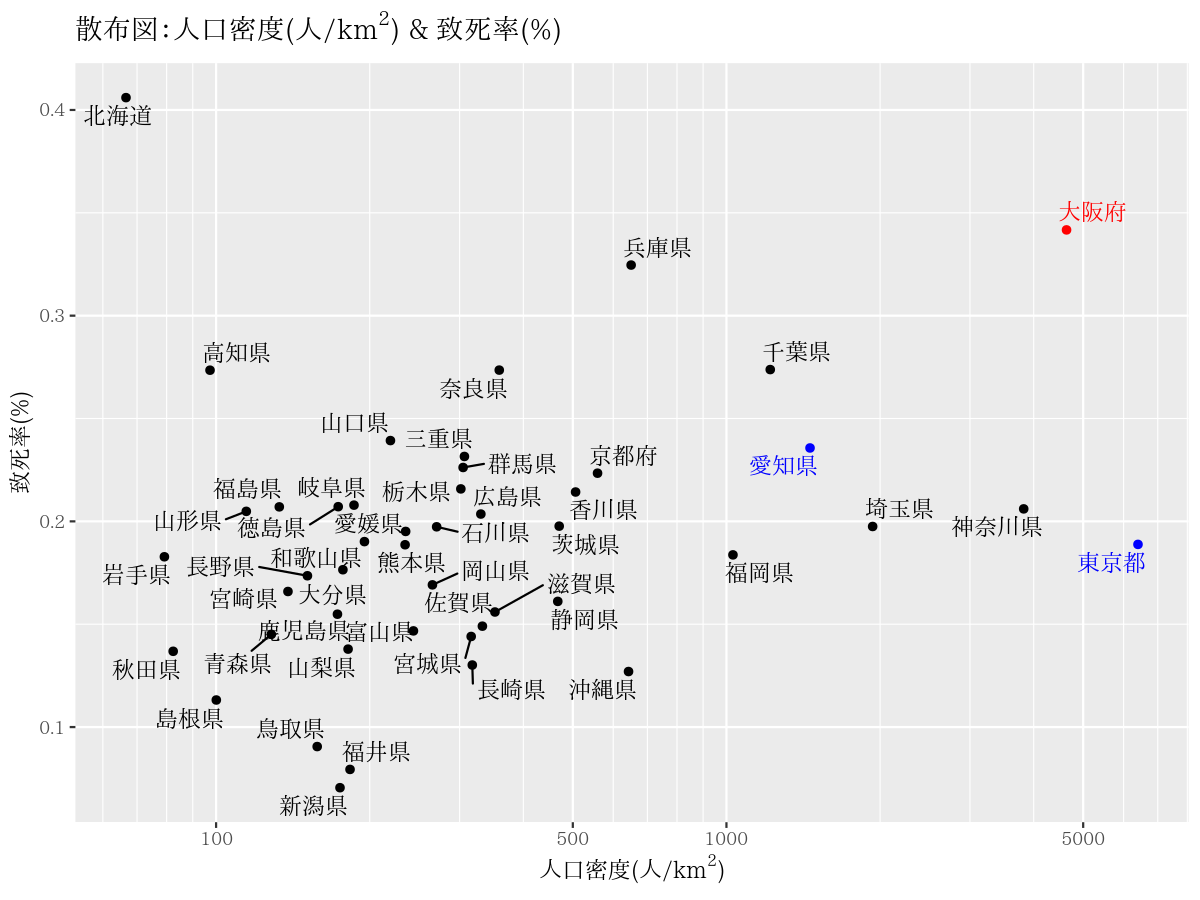 散布図:人口密度(人/km²) & 致死率(%)
0.4
北海道
大阪府
兵庫県
0.3
高知県
千葉県
奈良県
山口県
三重県
京都府
群馬県
愛知県
致死率(%)
福島県
岐阜県
栃木県
広島県
香川県
埼玉県
0.2
山形県
徳島県
愛媛県
石川県
神奈川県
茨城県
岩手県
長野県
和歌山県
熊本県
岡山県
福岡県
東京都
滋賀県
宮崎県
大分県
佐賀県
静岡県
鹿児島県
富山県
秋田県
青森県
山梨県
宮城県
長崎県
沖縄県
島根県
0.1
鳥取県
福井県
新潟県
100
500
1000
5000
人口密度(人/km²)